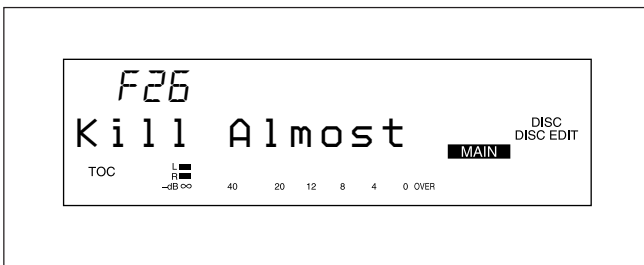 F26
Kill Almost
DISC
DISC EDIT
MAIN
TOC
L
R
–dB ∞ 40 20 12 8 4 0 OVER